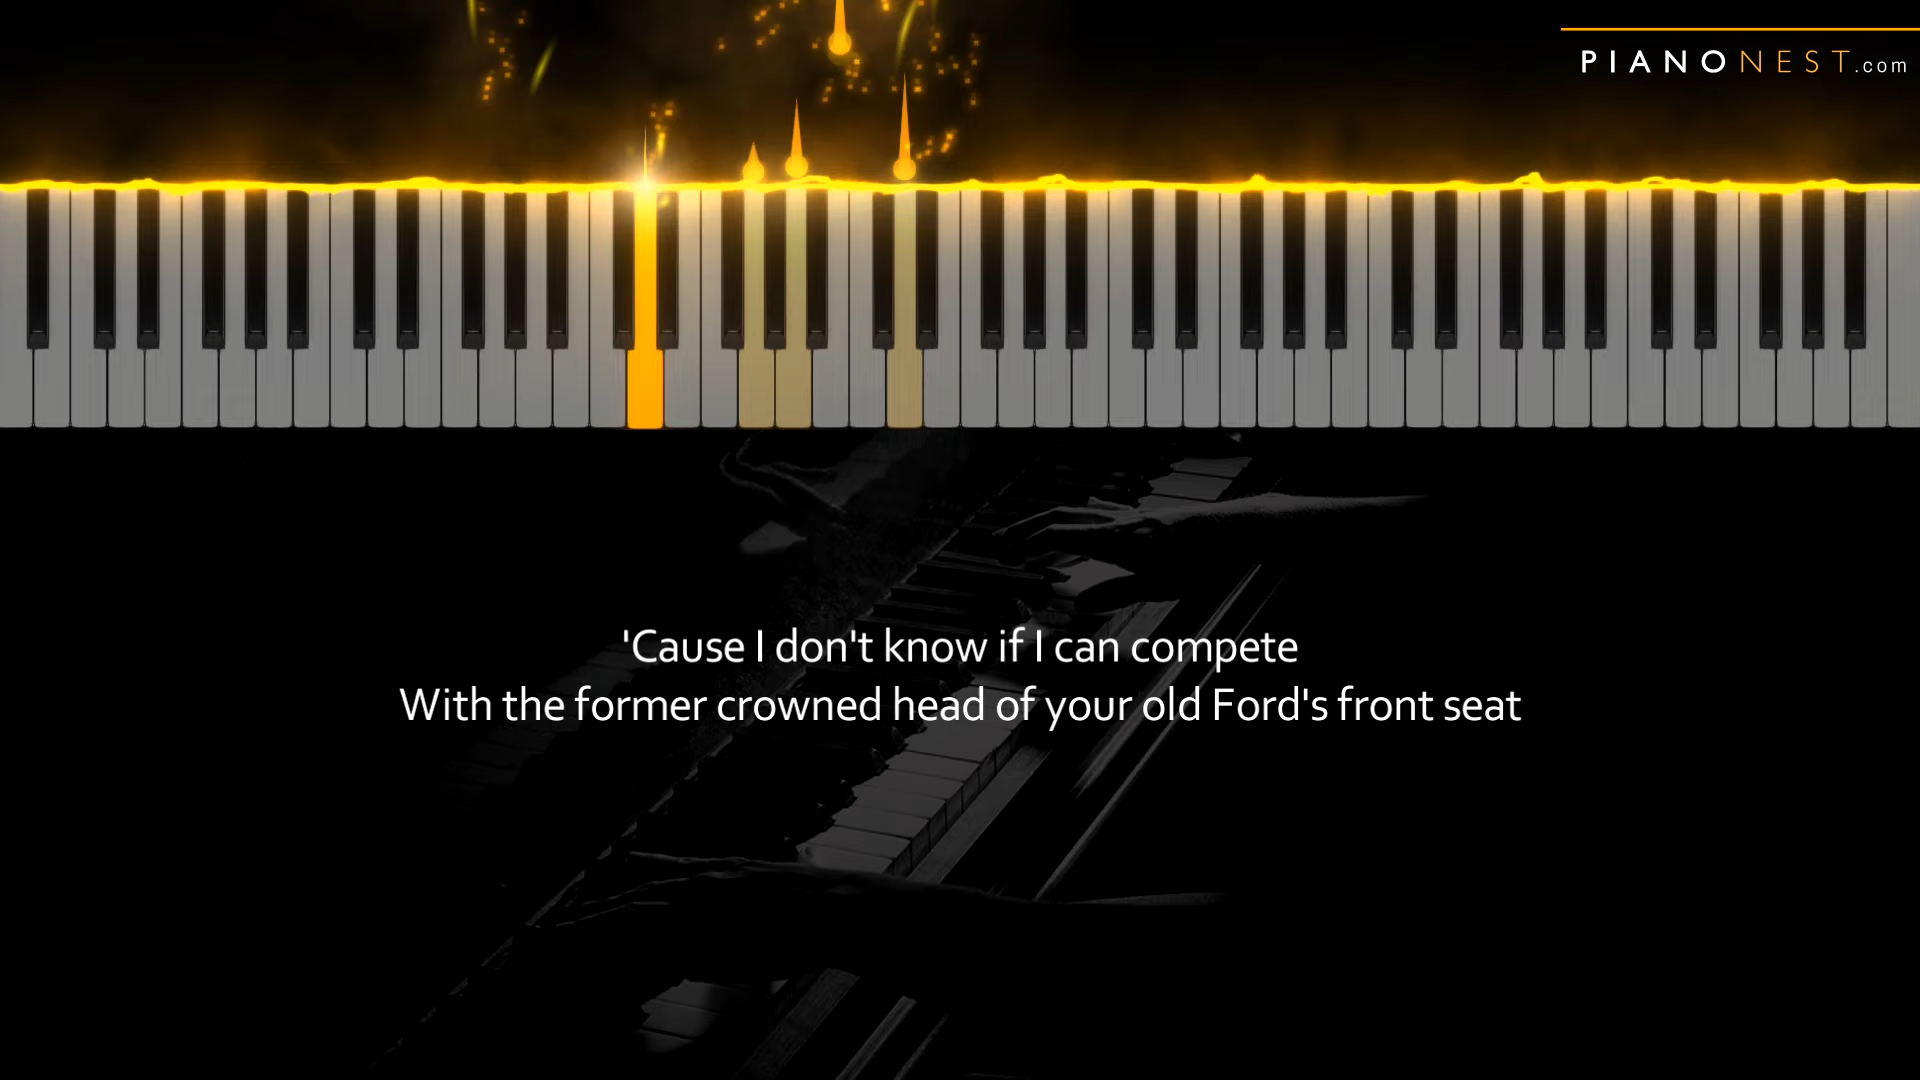 PIANONEST.com
'Cause I don't know if I can compete
With the former crowned head of your old Ford's front seat